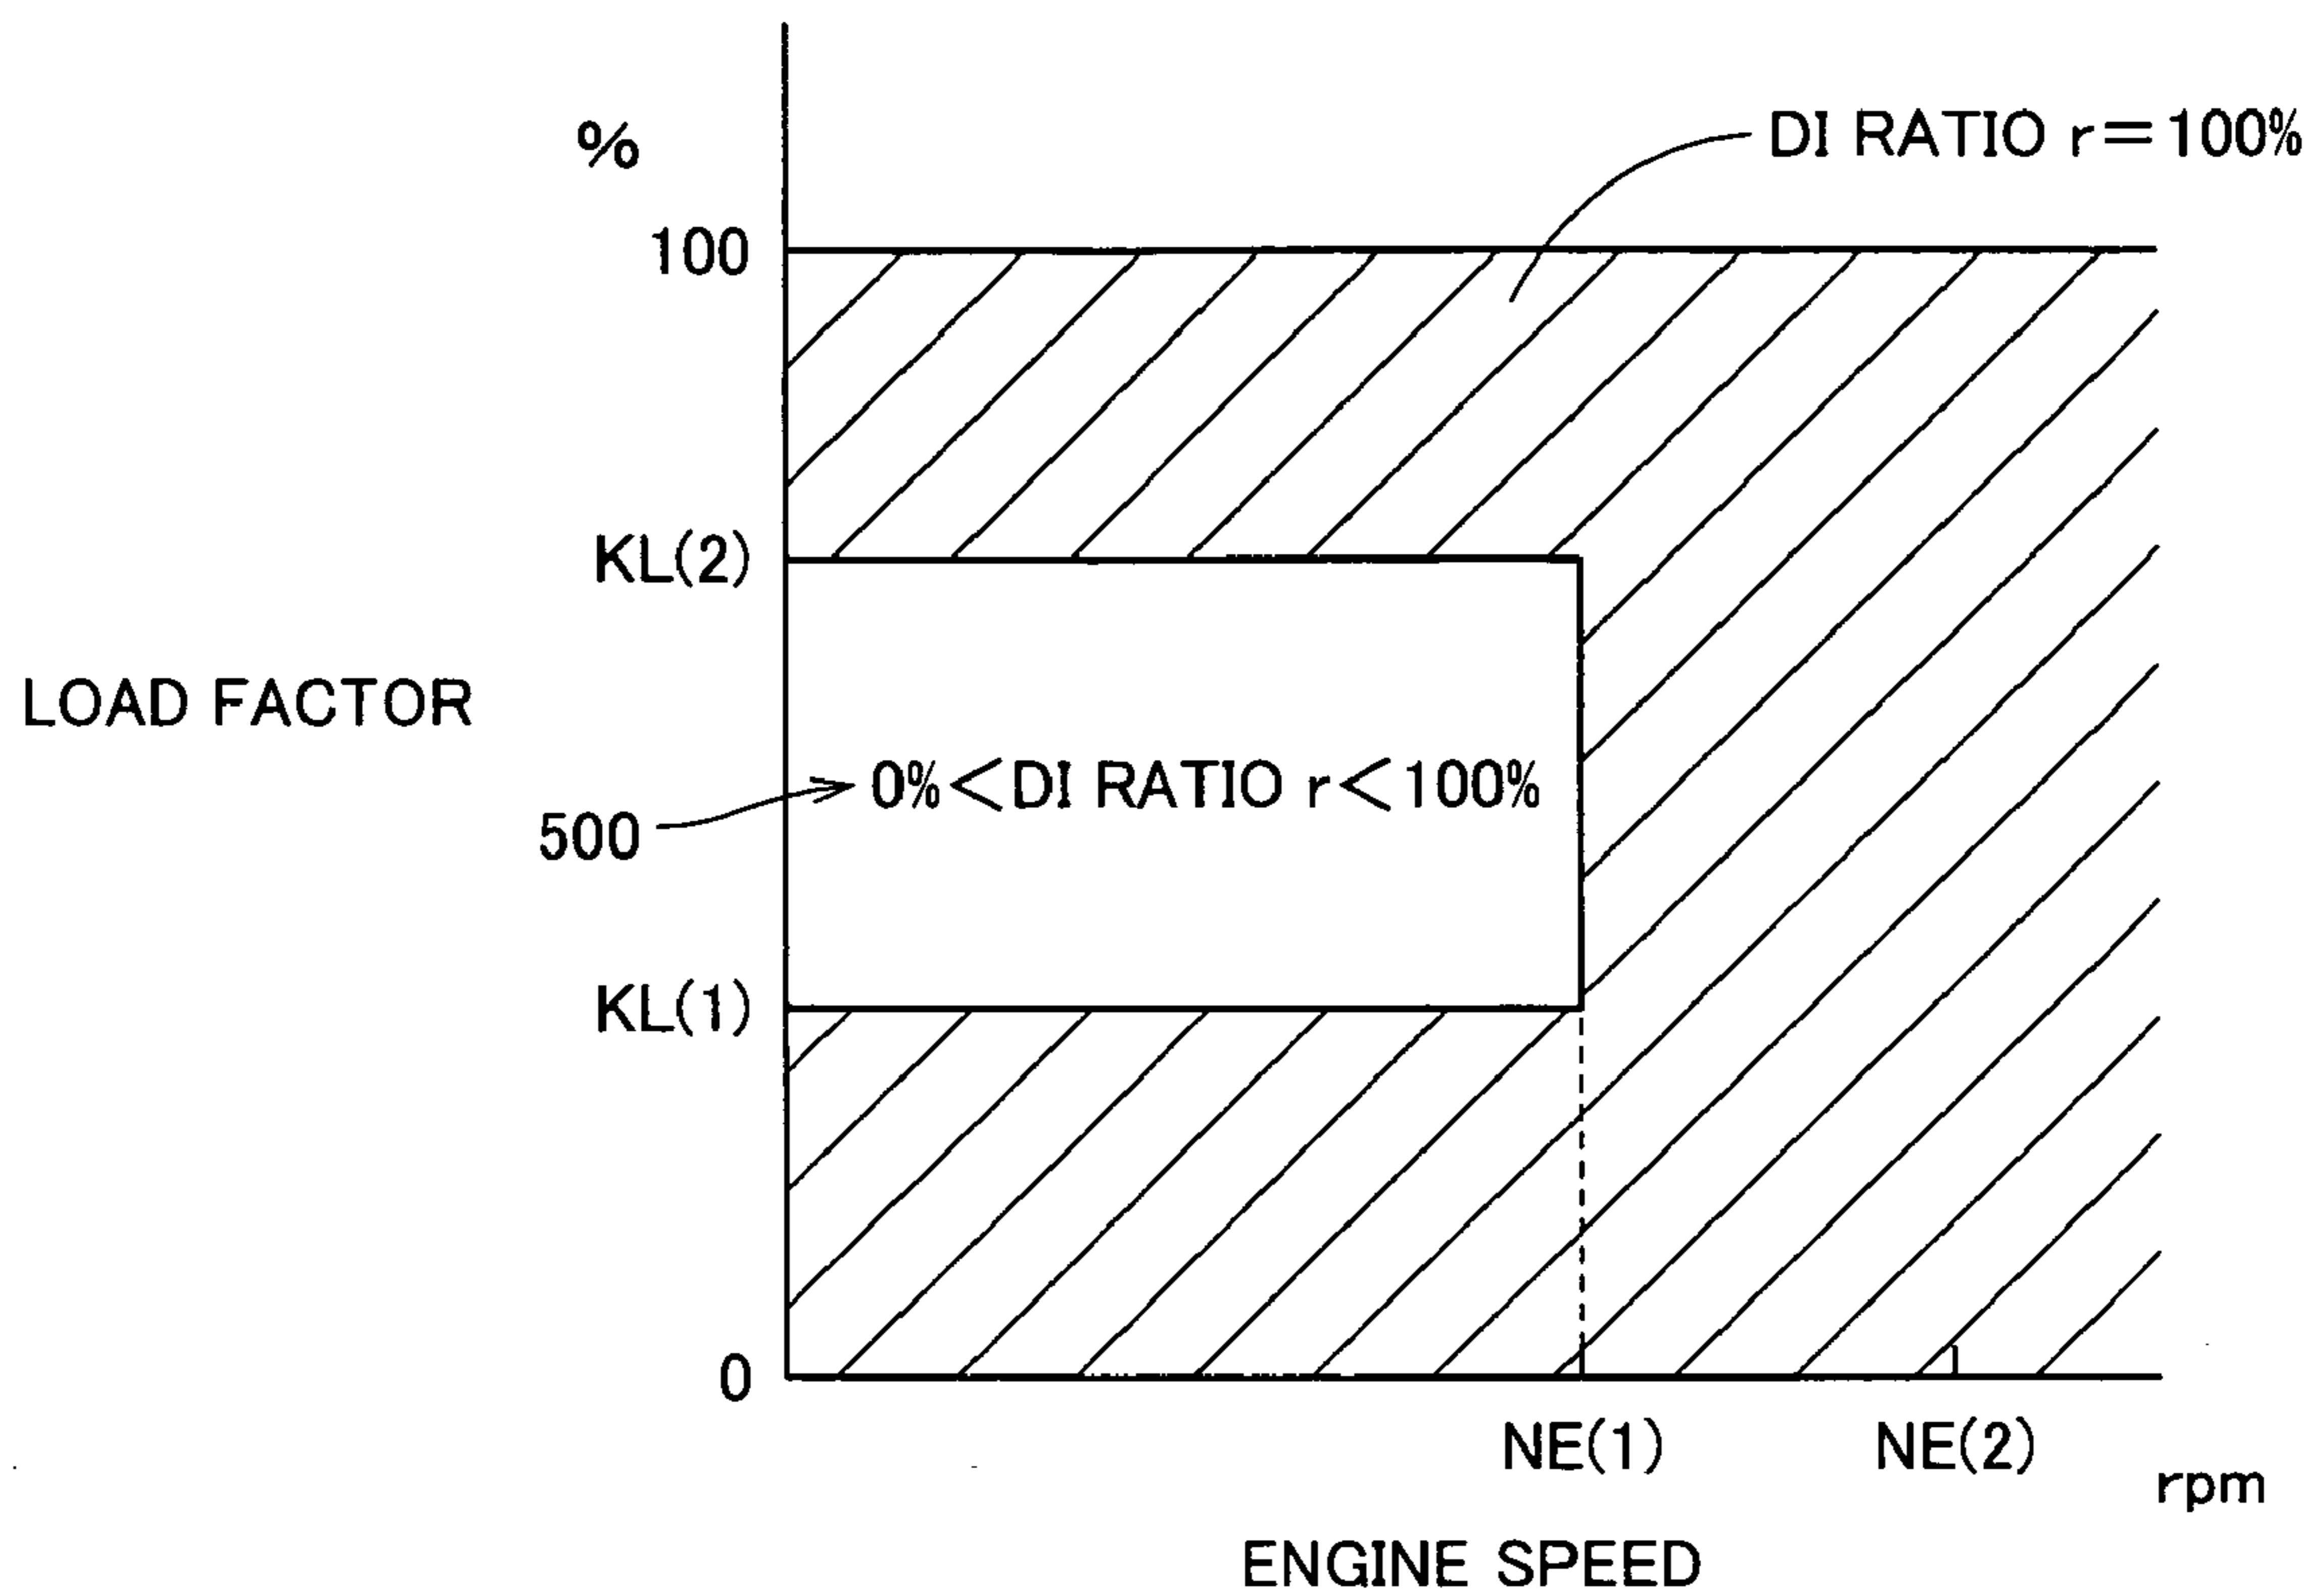 %
DI RATIO r=100%
100
KL(2)
LOAD FACTOR
0%<DI RATIO r<100%
500
KL(1)
0
NE(1)
NE(2)
rpm
ENGINE SPEED